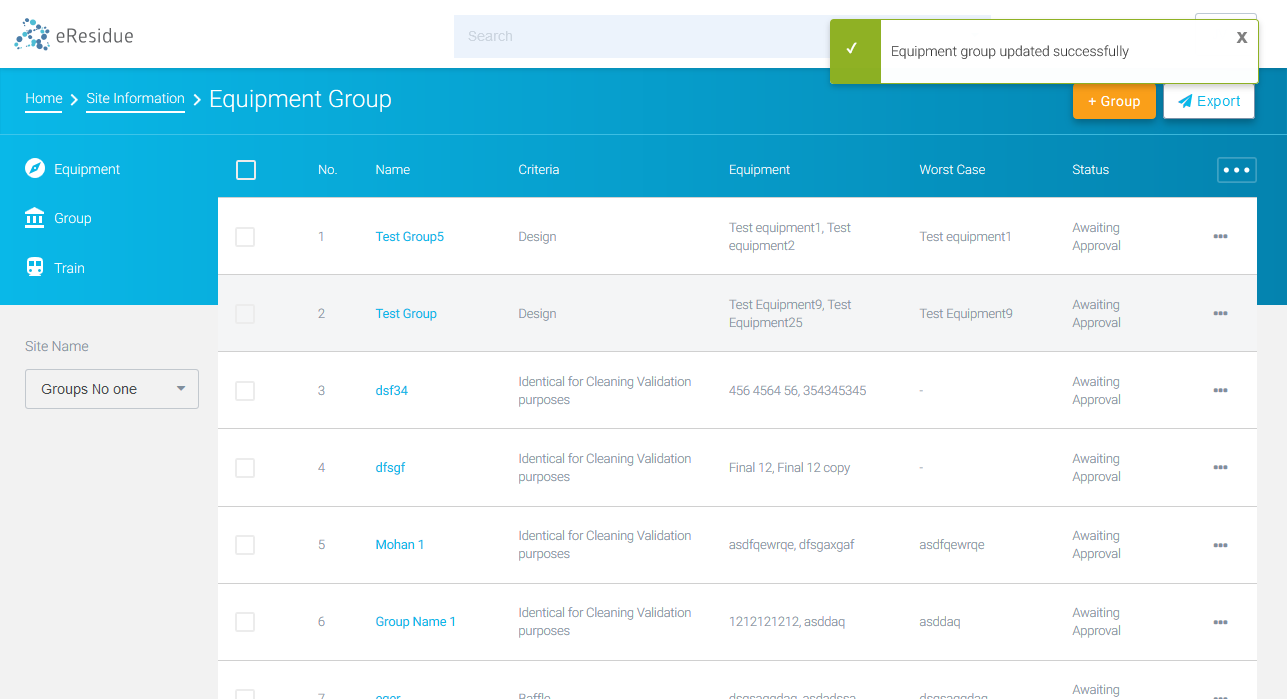 eResidue
Search
Equipment group updated successfully
X
Home
Site Information
Equipment Group
+ Group
Export
Equipment
Group
Train
Site Name
Groups No one
No. Name Criteria Equipment Worst Case Status
1 Test Group5 Design Test equipment1, Test equipment2 Test equipment1 Awaiting Approval
2 Test Group Design Test Equipment9, Test Equipment25 Test Equipment9 Awaiting Approval
3 dsf34 Identical for Cleaning Validation purposes 456 4564 56, 354345345 - Awaiting Approval
4 dfsgf Identical for Cleaning Validation purposes Final 12, Final 12 copy - Awaiting Approval
5 Mohan 1 Identical for Cleaning Validation purposes asdfqewrqe, dfsgaxgaf asdfqewrqe Awaiting Approval
6 Group Name 1 Identical for Cleaning Validation purposes 1212121212, asddaq asddaq Awaiting Approval
7 Baffle Awaiting